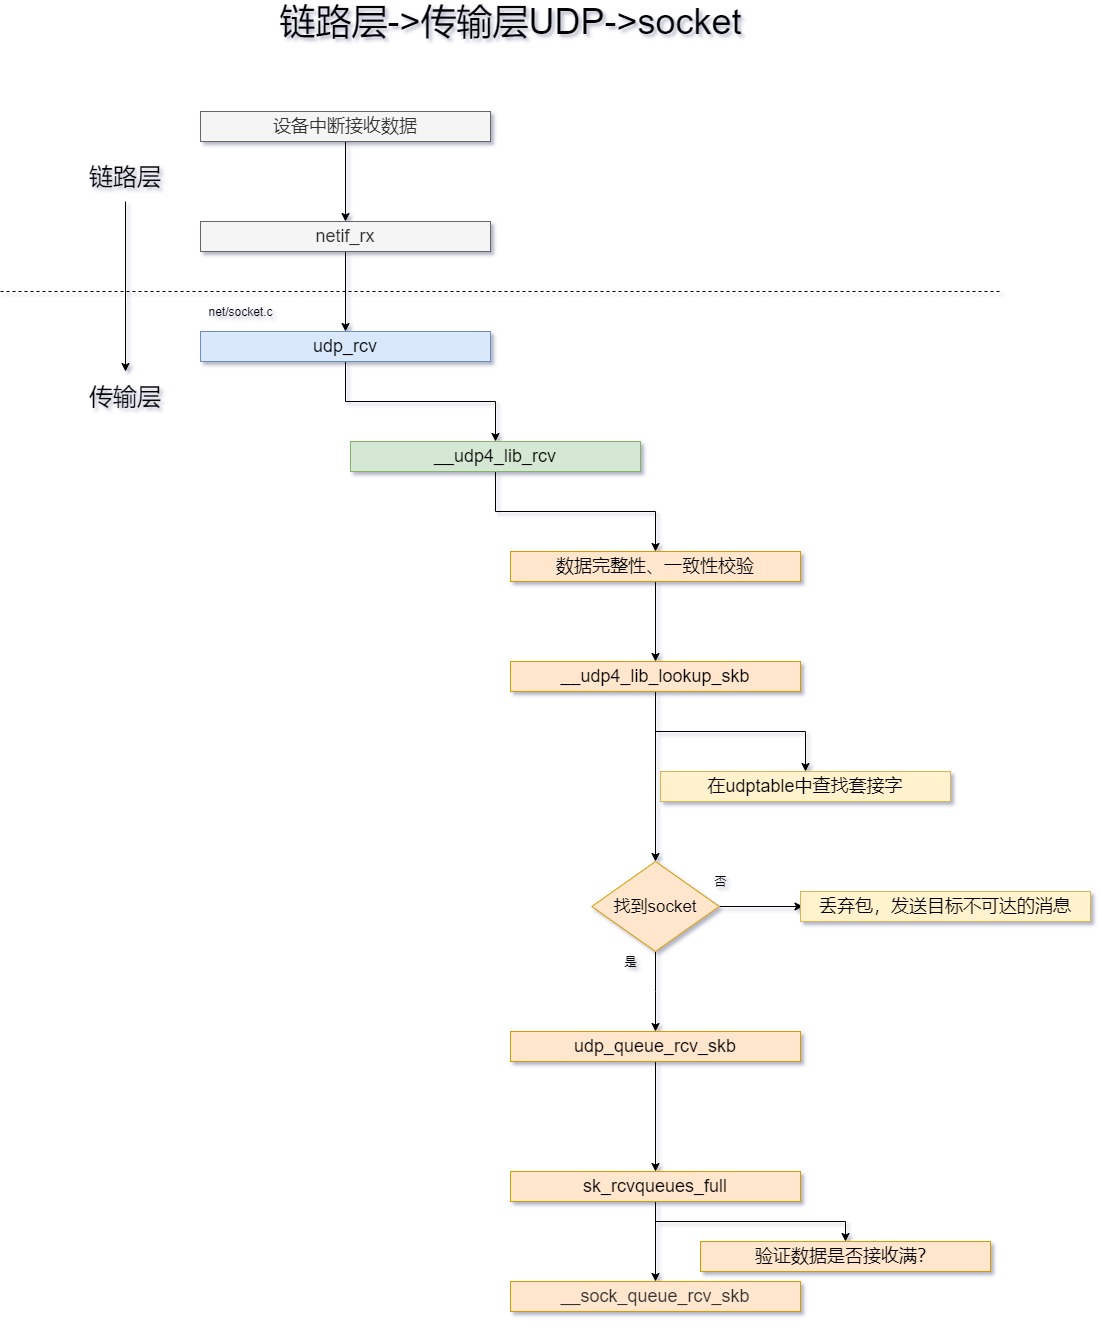 链路层->传输层UDP->socket
设备中断接收数据
链路层
netif_rx
net/socket.c
udp_rcv
传输层
__udp4_lib_rcv
数据完整性、一致性校验
__udp4_lib_lookup_skb
在udptable中查找套接字
否
找到socket
丢弃包，发送目标不可达的消息
是
udp_queue_rcv_skb
sk_rcvqueues_full
验证数据是否接收满？
__sock_queue_rcv_skb